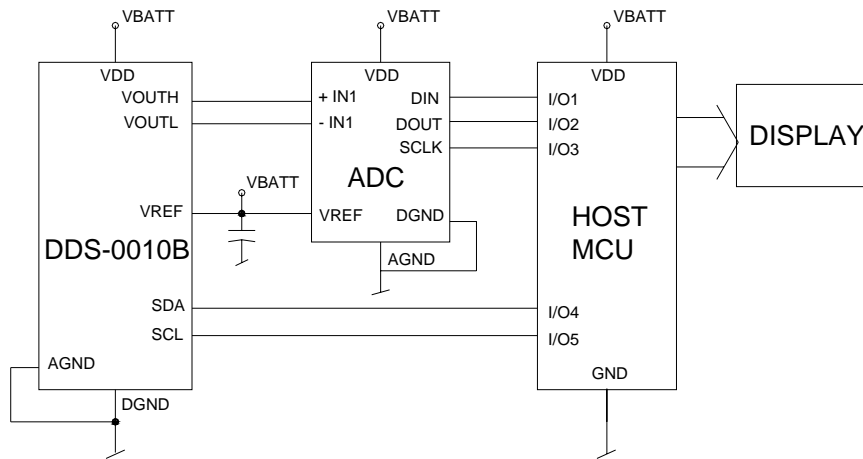 VBATT
VBATT
VBATT
VDD
VDD
VDD
VOUTH
+ IN1
DIN
I/O1
VOUTL
- IN1
DOUT
I/O2
SCLK
I/O3
DISPLAY
ADC
VBATT
VREF
VREF
DGND
HOST
MCU
DDS-0010B
AGND
SDA
I/O4
SCL
I/O5
AGND
GND
DGND